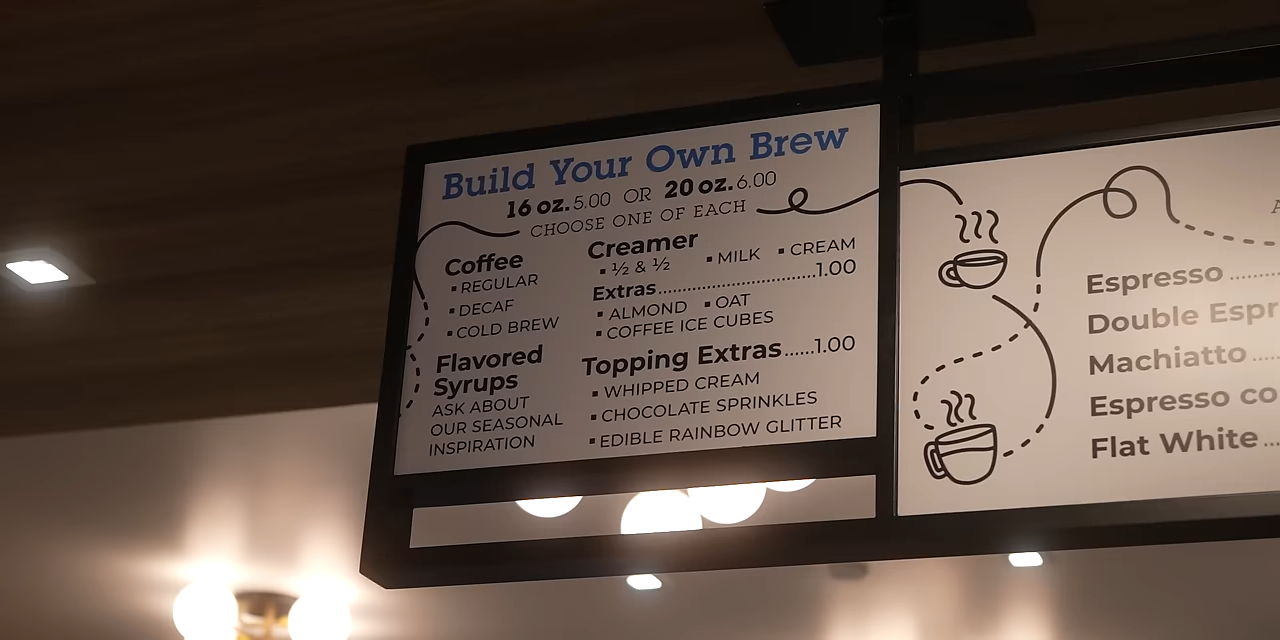 Build Your Own Brew
16 oz. 5.00 OR 20 oz. 6.00
CHOOSE ONE OF EACH
Coffee
▪ REGULAR
▪ DECAF
▪ COLD BREW
Flavored
Syrups
ASK ABOUT
OUR SEASONAL
INSPIRATION
Creamer
▪ ½ & ½ ▪ MILK ▪ CREAM
Extras....................................1.00
▪ ALMOND ▪ OAT
▪ COFFEE ICE CUBES
Topping Extras......1.00
▪ WHIPPED CREAM
▪ CHOCOLATE SPRINKLES
▪ EDIBLE RAINBOW GLITTER
Espresso
Double Espr
Machiatto
Espresso co
Flat White